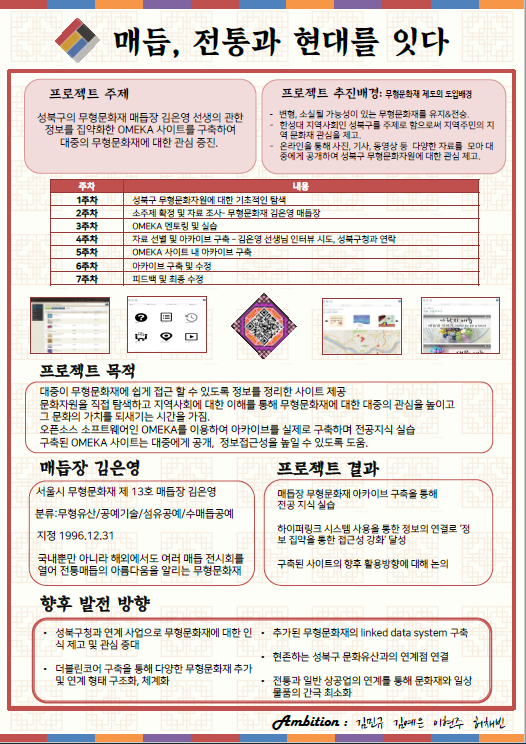 매듭, 전통과 현대를 잇다
프로젝트 주제
성북구의 무형문화재 매듭장 김은영 선생의 관한
정보를 집약화한 OMEKA 사이트를 구축하여
대중의 무형문화재에 대한 관심 증진.
프로젝트 추진배경: 무형문화재 제도의 도입배경
- 변형, 소실될 가능성이 있는 무형문화재를 유지&전승.
- 한성대 지역사회인 성북구를 주제로 함으로써 지역주민의 지
역 문화재 관심을 제고.
- 온라인을 통해 사진, 기사, 동영상 등 다양한 자료를 모아 대
중에게 공개하여 성북구 무형문화자원에 대한 관심 제고.
주차 내용
1주차 성북구 무형문화자원에 대한 기초적인 탐색
2주차 소주제 확정 및 자료 조사- 무형문화재 김은영 매듭장
3주차 OMEKA 멘토링 및 실습
4주차 자료 선별 및 아카이브 구축 - 김은영 선생님 인터뷰 시도, 성북구청과 연락
5주차 OMEKA 사이트 내 아카이브 구축
6주차 아카이브 구축 및 수정
7주차 피드백 및 최종 수정
프로젝트 목적
대중이 무형문화재에 쉽게 접근 할 수 있도록 정보를 정리한 사이트 제공
문화자원을 직접 탐색하고 지역사회에 대한 이해를 통해 무형문화재에 대한 대중의 관심을 높이고
그 문화의 가치를 되새기는 시간을 가짐.
오픈소스 소프트웨어인 OMEKA를 이용하여 아카이브를 실제로 구축하며 전공지식 실습
구축된 OMEKA 사이트는 대중에게 공개, 정보접근성을 높일 수 있도록 도움.
매듭장 김은영
서울시 무형문화재 제 13호 매듭장 김은영
분류:무형유산/공예기술/섬유공예/수매듭공예
지정 1996.12.31
국내뿐만 아니라 해외에서도 여러 매듭 전시회를
열어 전통매듭의 아름다움을 알리는 무형문화재
프로젝트 결과
매듭장 무형문화재 아카이브 구축을 통해
전공 지식 실습
하이퍼링크 시스템 사용을 통한 정보의 연결로 '정
보 집약을 통한 접근성 강화' 달성
구축된 사이트의 향후 활용방향에 대해 논의
향후 발전 방향
• 성북구청과 연계 사업으로 무형문화재에 대한 인
식 제고 및 관심 증대
• 더블린코어 구축을 통해 다양한 무형문화재 추가
및 연계 형태 구조화, 체계화
• 추가된 무형문화재의 linked data system 구축
• 현존하는 성북구 문화유산과의 연계점 연결
• 전통과 일반 상공업의 연계를 통해 문화재와 일상
물품의 간극 최소화
Ambition : 김민규 김예은 이현주 허채빈